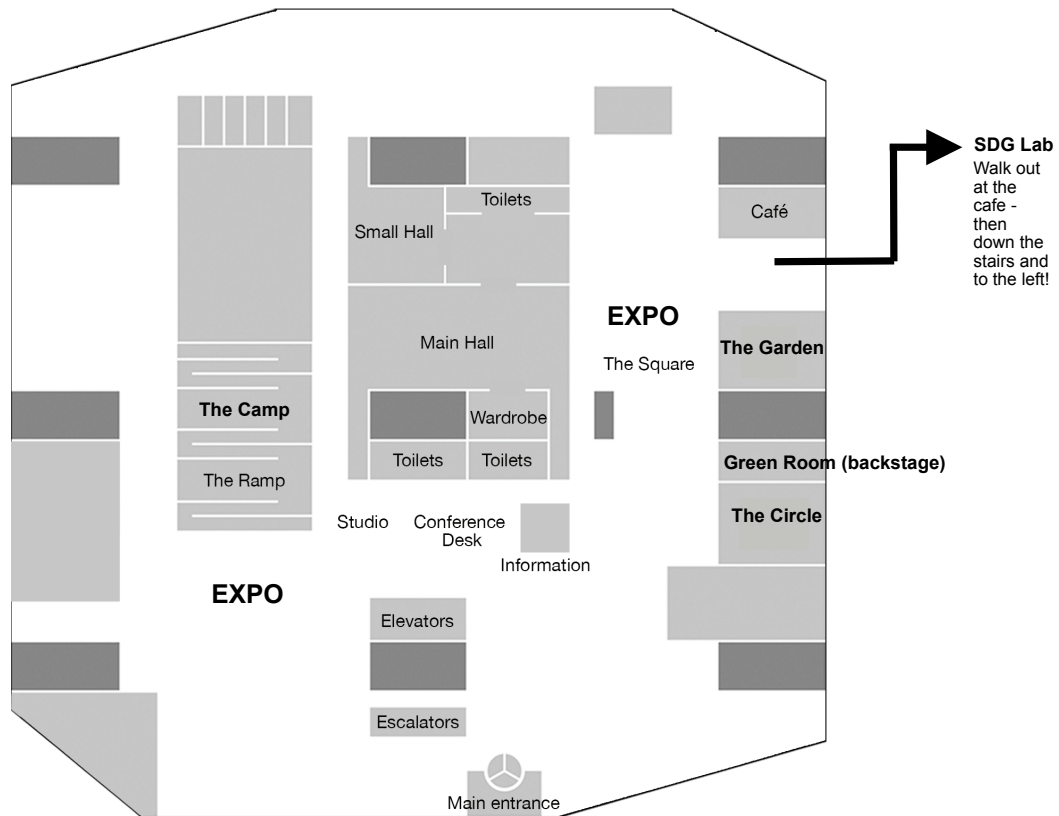 SDG Lab
Walk out
at the
cafe -
then
down the
stairs and
to the left!
Toilets
Café
Small Hall
EXPO
Main Hall
The Garden
The Square
The Camp
Wardrobe
Toilets
Toilets
Green Room (backstage)
The Ramp
The Circle
Studio
Conference
Desk
Information
EXPO
Elevators
Escalators
Main entrance